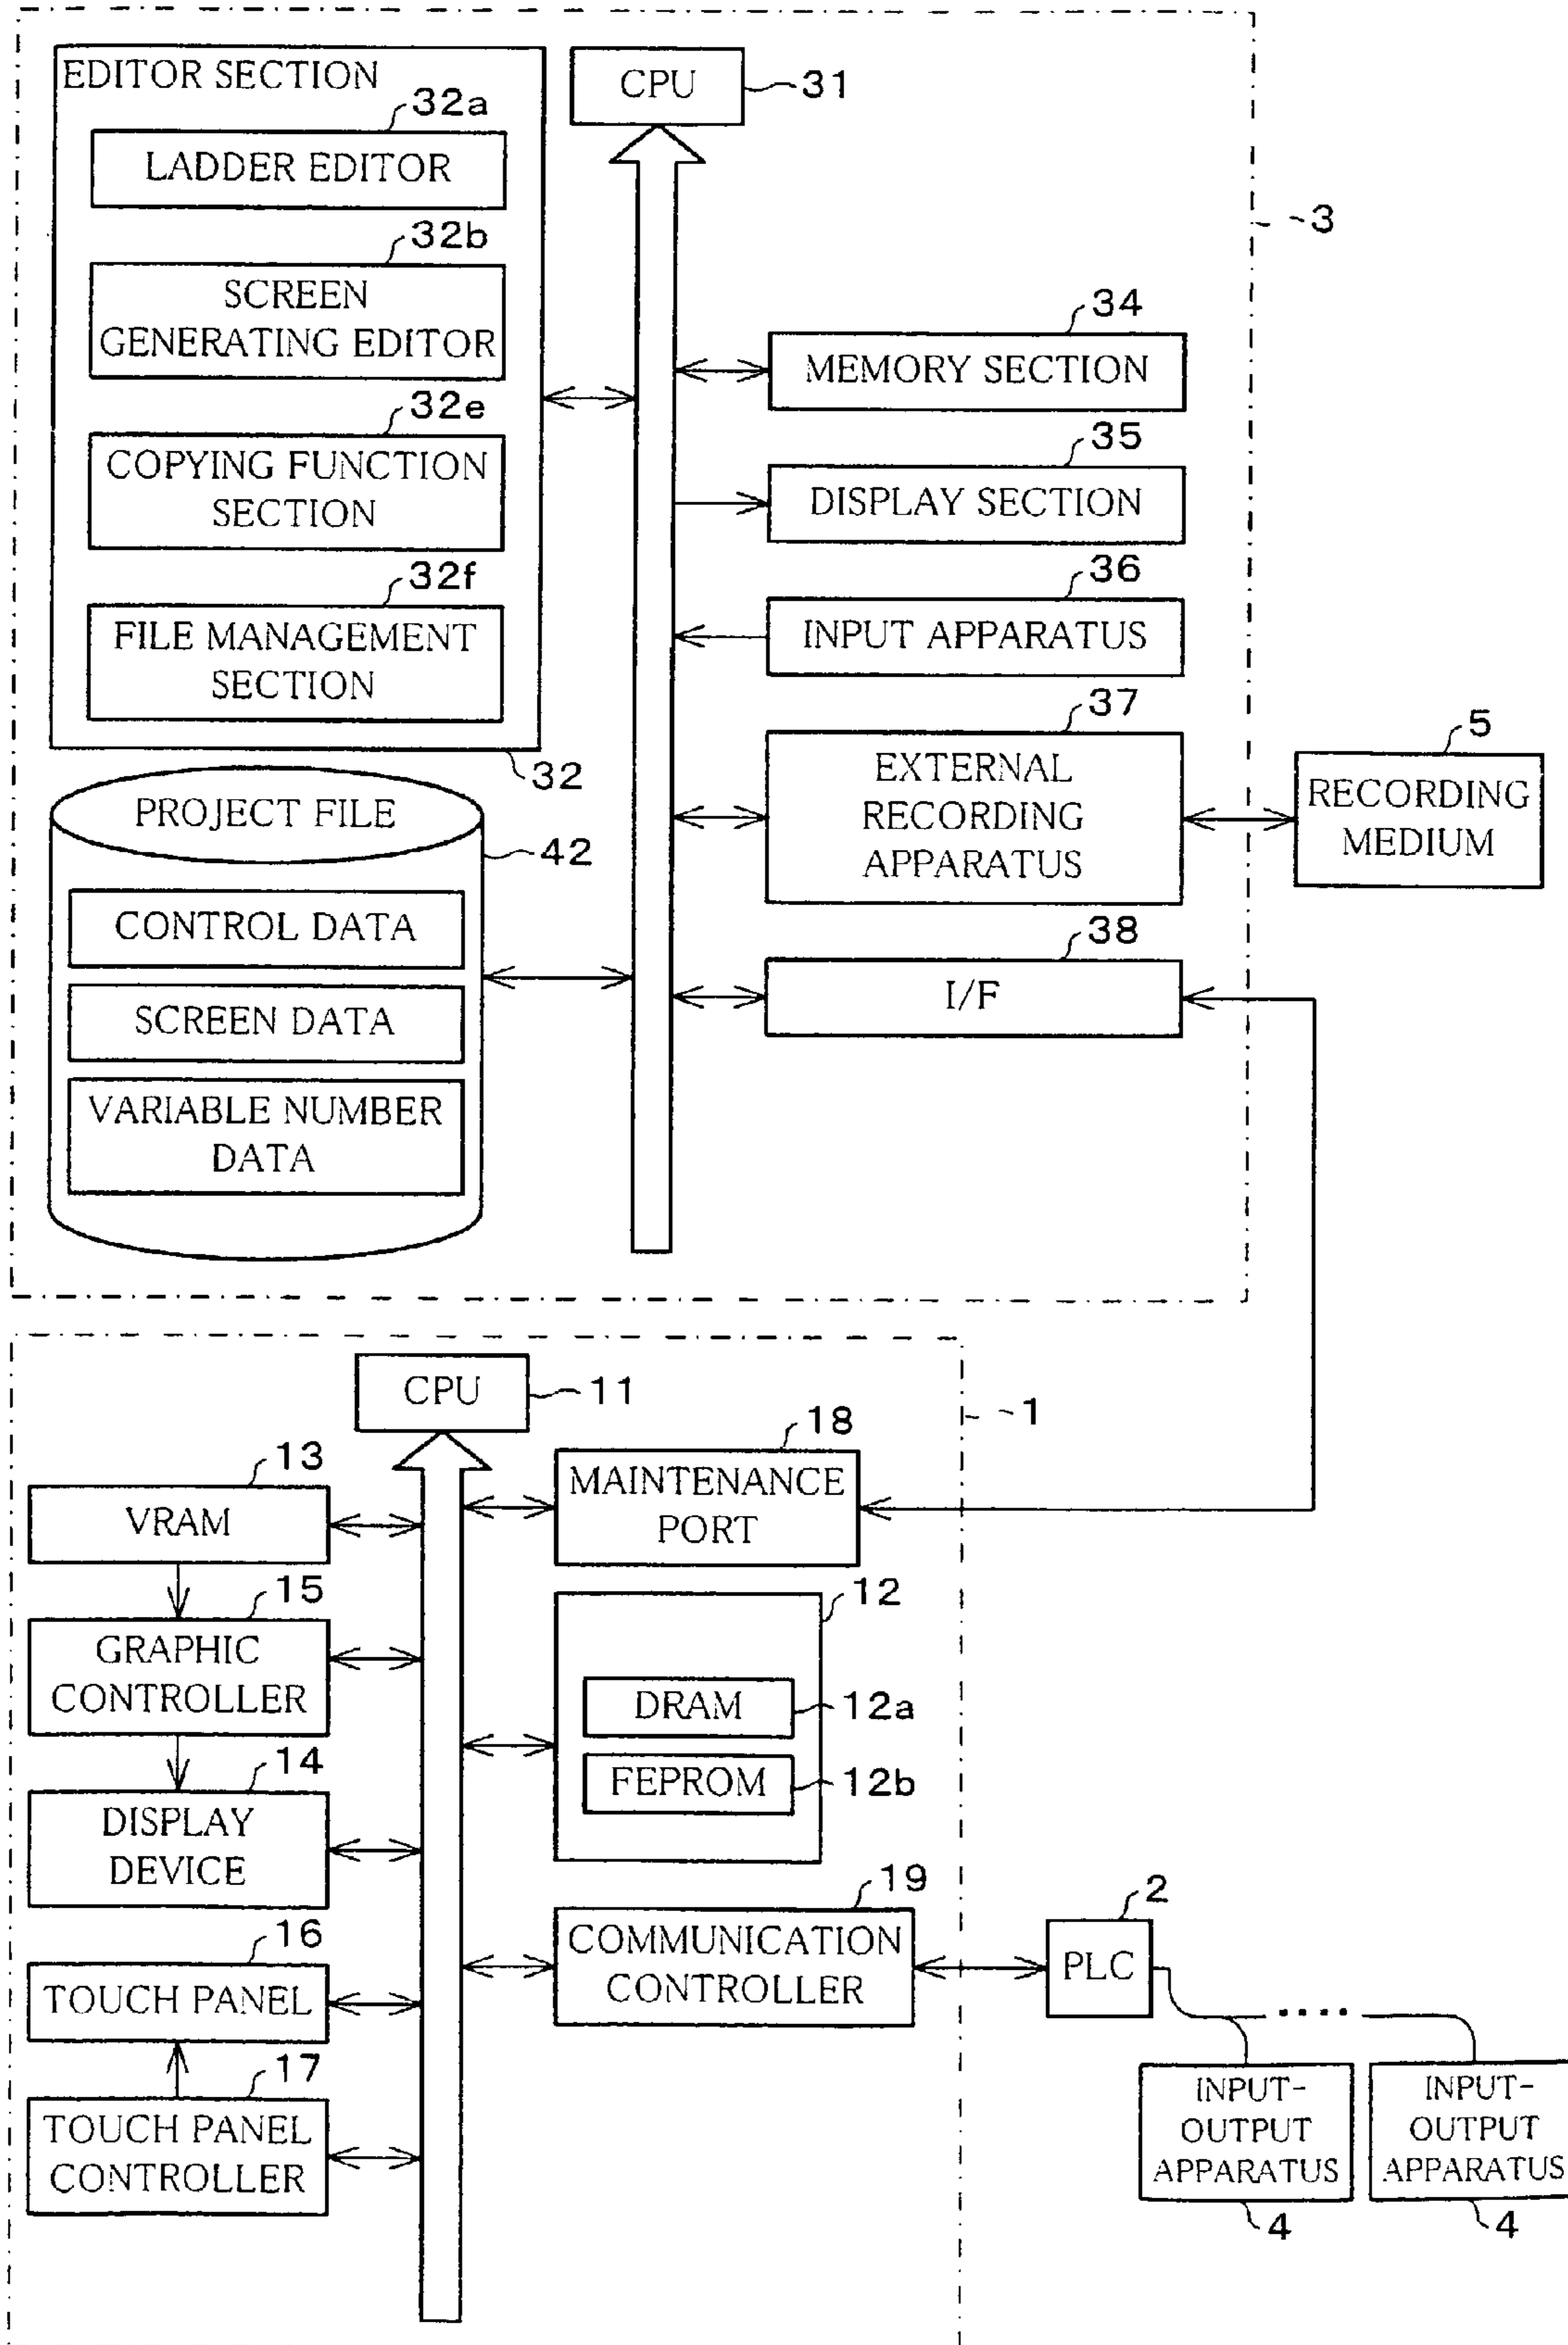 EDITOR SECTION
32a
LADDER EDITOR
32b
SCREEN
GENERATING EDITOR
32e
COPYING FUNCTION
SECTION
32f
FILE MANAGEMENT
SECTION
32
CPU
31
3
34
MEMORY SECTION
35
DISPLAY SECTION
36
INPUT APPARATUS
37
EXTERNAL
RECORDING
APPARATUS
5
RECORDING
MEDIUM
38
I/F
PROJECT FILE
42
CONTROL DATA
SCREEN DATA
VARIABLE NUMBER
DATA
CPU
11
1
13
VRAM
15
GRAPHIC
CONTROLLER
14
DISPLAY
DEVICE
16
TOUCH PANEL
17
TOUCH PANEL
CONTROLLER
18
MAINTENANCE
PORT
12
DRAM
12a
FEPROM
12b
19
COMMUNICATION
CONTROLLER
2
PLC
INPUT-
OUTPUT
APPARATUS
4
INPUT-
OUTPUT
APPARATUS
4